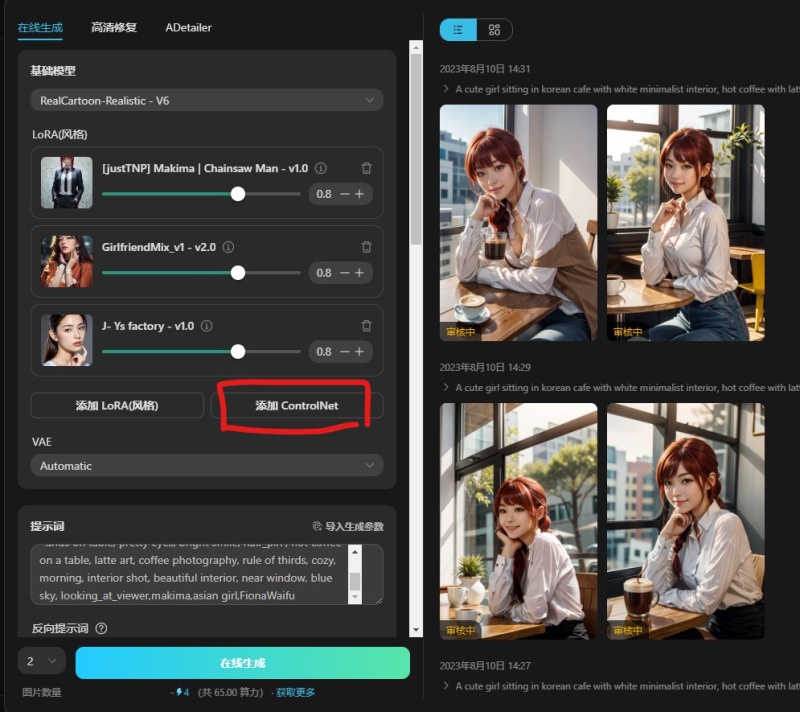 在线生成 高清修复 ADetailer
基础模型
RealCartoon-Realistic - V6
LoRA(风格)
[justTNP] Makima | Chainsaw Man - v1.0
0.8
GirlfriendMix_v1 - v2.0
0.8
J- Ys factory - v1.0
0.8
添加 LoRA(风格) 添加 ControlNet
VAE
Automatic
提示词 导入生成参数
on a table, latte art, coffee photography, rule of thirds, cozy,
morning, interior shot, beautiful interior, near window, blue
sky, looking_at_viewer,makima,asian girl,FionaWaifu
反向提示词
2 在线生成
图片数量 -4 (共 65.00 算力) · 获取更多
2023年8月10日 14:31
A cute girl sitting in korean cafe with white minimalist interior, hot coffee with latt
审核中 审核中
2023年8月10日 14:29
A cute girl sitting in korean cafe with white minimalist interior, hot coffee with latt
审核中 审核中
2023年8月10日 14:27
A cute girl sitting in korean cafe with white minimalist interior, hot coffee with latt